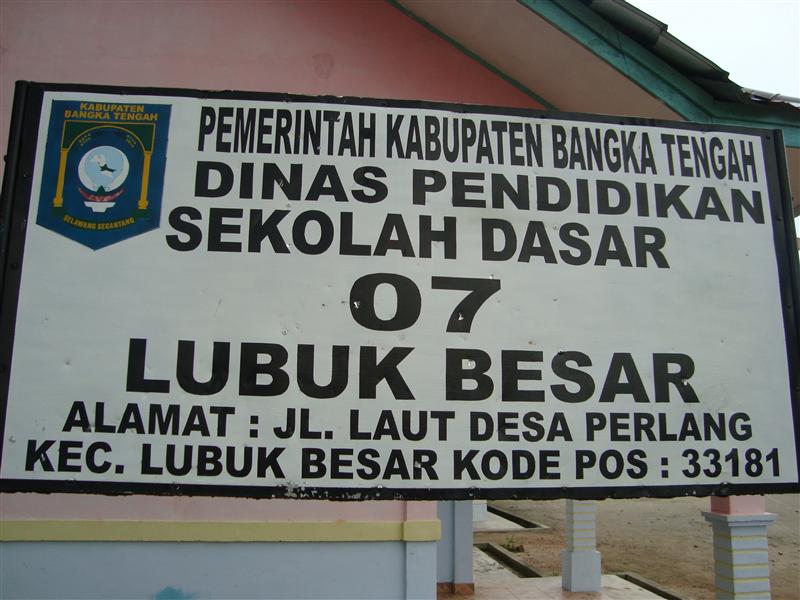 KABUPATEN
BANGKA TENGAH
SELAWANG SEGANTANG
PEMERINTAH KABUPATEN BANGKA TENGAH
DINAS PENDIDIKAN
SEKOLAH DASAR
07
LUBUK BESAR
ALAMAT : JL. LAUT DESA PERLANG
KEC. LUBUK BESAR KODE POS : 33181